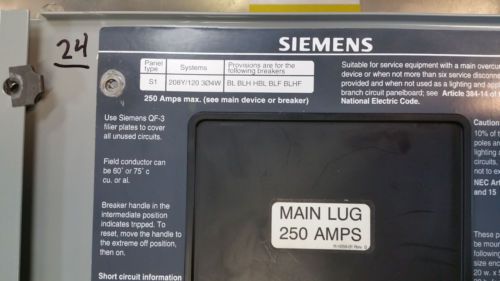 24
SIEMENS
Panel type
Systems
Provisions are for the following breakers
S1
208Y/120 3Ø4W
BL BLH HBL BLF BLHF
250 Amps max. (see main device or breaker)
Suitable for service equipment with a main overcu
device or when not more than six service disconne
provided and when not used as a lighting and appl
branch circuit panelboard; see Article 384-14 of
National Electric Code.
Use Siemens QF-3
filler plates to cover
all unused circuits.
Field conductor can
be 60° or 75° c
cu. or al.
Breaker handle in the
intermediate position
indicates tripped. To
reset, move the handle to
the extreme off position,
then on.
Short circuit information
MAIN LUG
250 AMPS
Caution
10% of t
poles an
lighting
circuits,
not to ex
NEC Art
and 15
These p
be mour
following
size enc
20 w. x 5